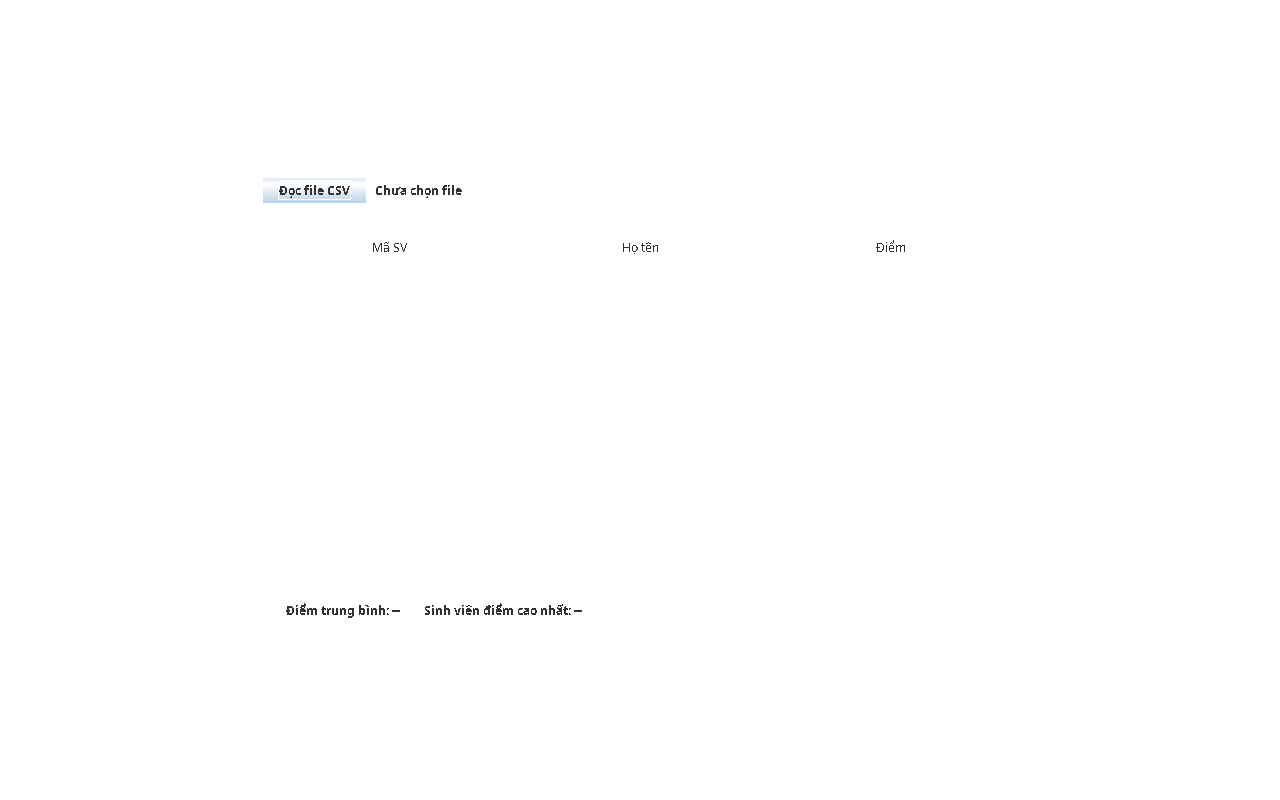 Đọc file CSV Chưa chọn file
Mã SV Họ tên Điểm
Điểm trung bình: — Sinh viên điểm cao nhất: —